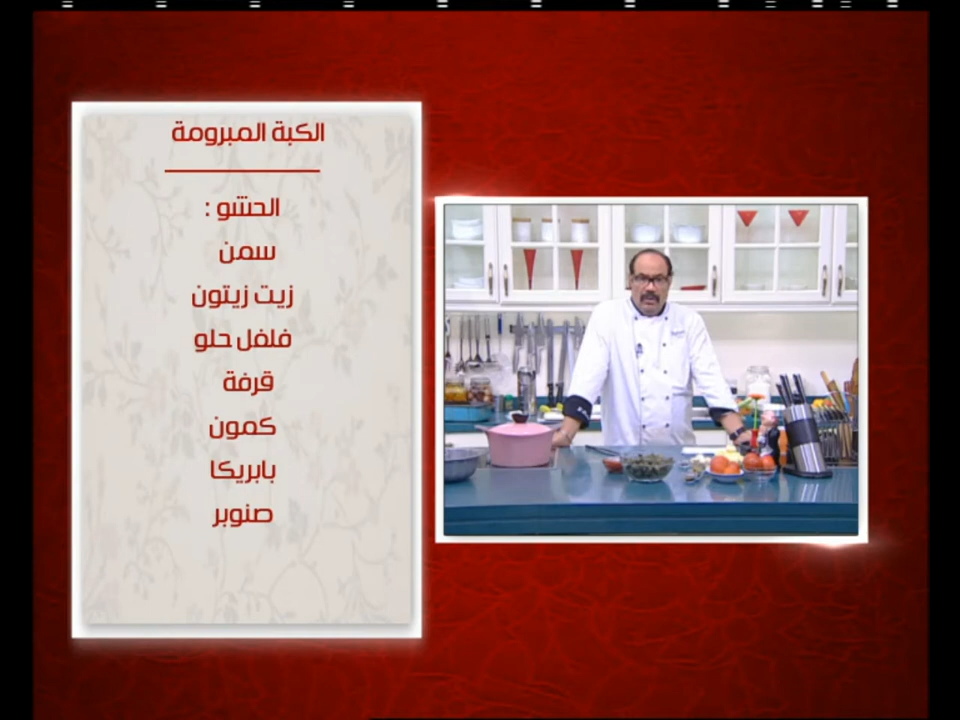 الكبة المبرومة
الحشو :
سمن
زيت زيتون
فلفل حلو
قرفة
كمون
بابريكا
صنوبر